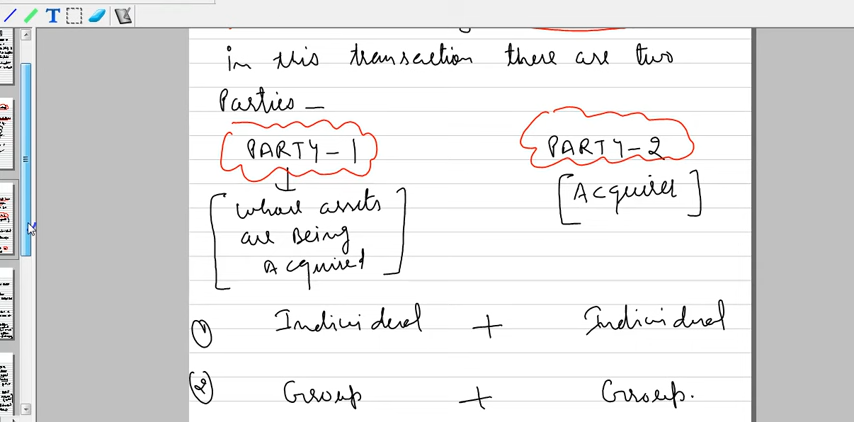 in this transaction there are two
Parties —
PARTY-1 PARTY-2
[Whose assets
are Being
Acquired]
[Acquirer]
(1) Individual + Individual
(2) Group + Group.